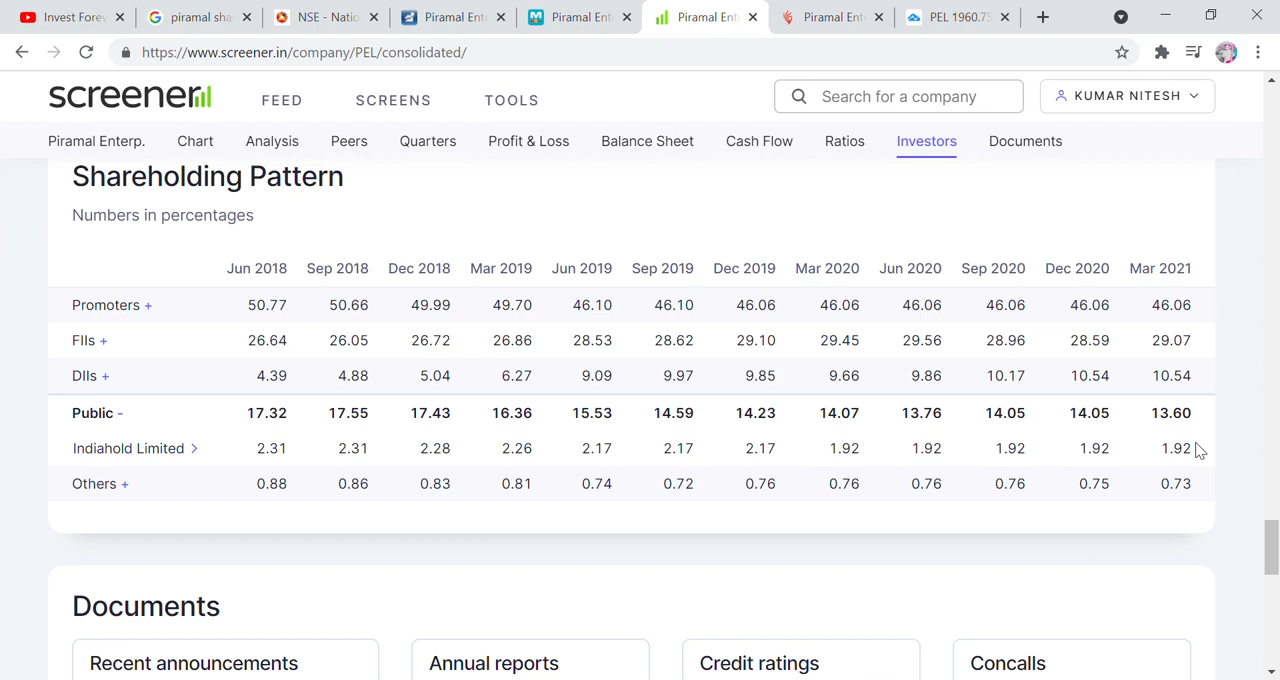 Invest Forev piramal sha NSE - Natio Piramal Ent Piramal Ent Piramal Ent Piramal Ent PEL 1960.75
https://www.screener.in/company/PEL/consolidated/
screener FEED SCREENS TOOLS Search for a company KUMAR NITESH
Piramal Enterp. Chart Analysis Peers Quarters Profit & Loss Balance Sheet Cash Flow Ratios Investors Documents
Shareholding Pattern
Numbers in percentages
Jun 2018 Sep 2018 Dec 2018 Mar 2019 Jun 2019 Sep 2019 Dec 2019 Mar 2020 Jun 2020 Sep 2020 Dec 2020 Mar 2021
Promoters + 50.77 50.66 49.99 49.70 46.10 46.10 46.06 46.06 46.06 46.06 46.06 46.06
FIIs + 26.64 26.05 26.72 26.86 28.53 28.62 29.10 29.45 29.56 28.96 28.59 29.07
DIIs + 4.39 4.88 5.04 6.27 9.09 9.97 9.85 9.66 9.86 10.17 10.54 10.54
Public - 17.32 17.55 17.43 16.36 15.53 14.59 14.23 14.07 13.76 14.05 14.05 13.60
Indiahold Limited > 2.31 2.31 2.28 2.26 2.17 2.17 2.17 1.92 1.92 1.92 1.92 1.92
Others + 0.88 0.86 0.83 0.81 0.74 0.72 0.76 0.76 0.76 0.76 0.75 0.73
Documents
Recent announcements Annual reports Credit ratings Concalls